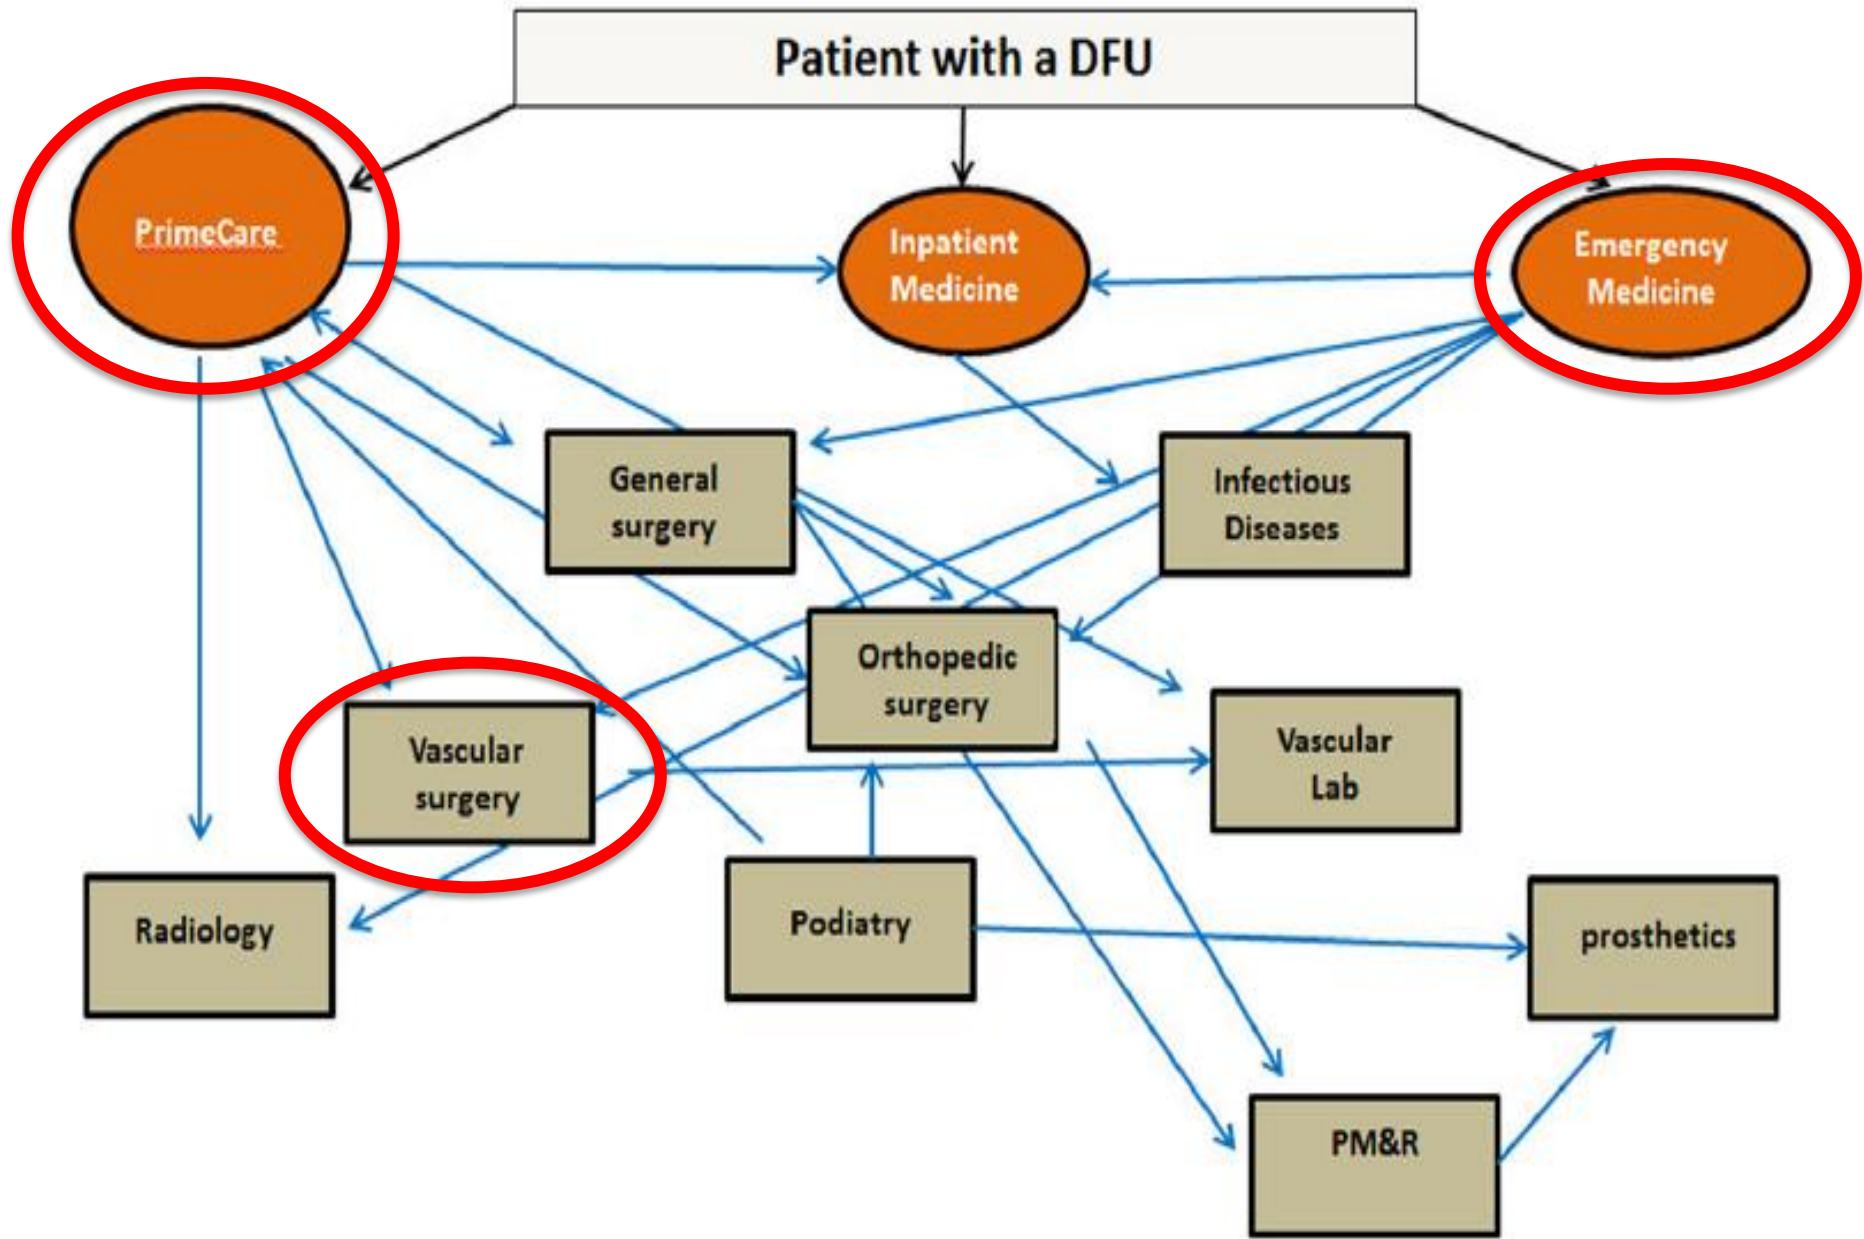 Patient with a DFU
PrimeCare
Inpatient
Medicine
Emergency
Medicine
General
surgery
Infectious
Diseases
Orthopedic
surgery
Vascular
surgery
Vascular
Lab
Radiology
Podiatry
prosthetics
PM&R